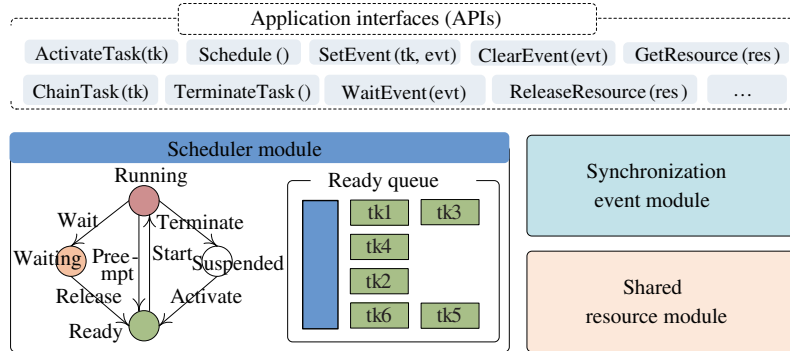 Application interfaces (APIs)
ActivateTask(tk) Schedule () SetEvent (tk, evt) ClearEvent (evt) GetResource (res)
ChainTask (tk) TerminateTask () WaitEvent (evt) ReleaseResource (res) ...
Scheduler module
Running
Wait
Terminate
Waiting
Pree-
mpt
Start
Suspended
Release
Activate
Ready
Ready queue
tk1 tk3
tk4
tk2
tk6 tk5
Synchronization
event module
Shared
resource module